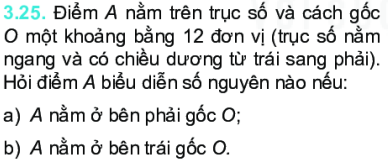 3.25. Điểm A nằm trên trục số và cách gốc
O một khoảng bằng 12 đơn vị (trục số nằm
ngang và có chiều dương từ trái sang phải).
Hỏi điểm A biểu diễn số nguyên nào nếu:
a) A nằm ở bên phải gốc O;
b) A nằm ở bên trái gốc O.